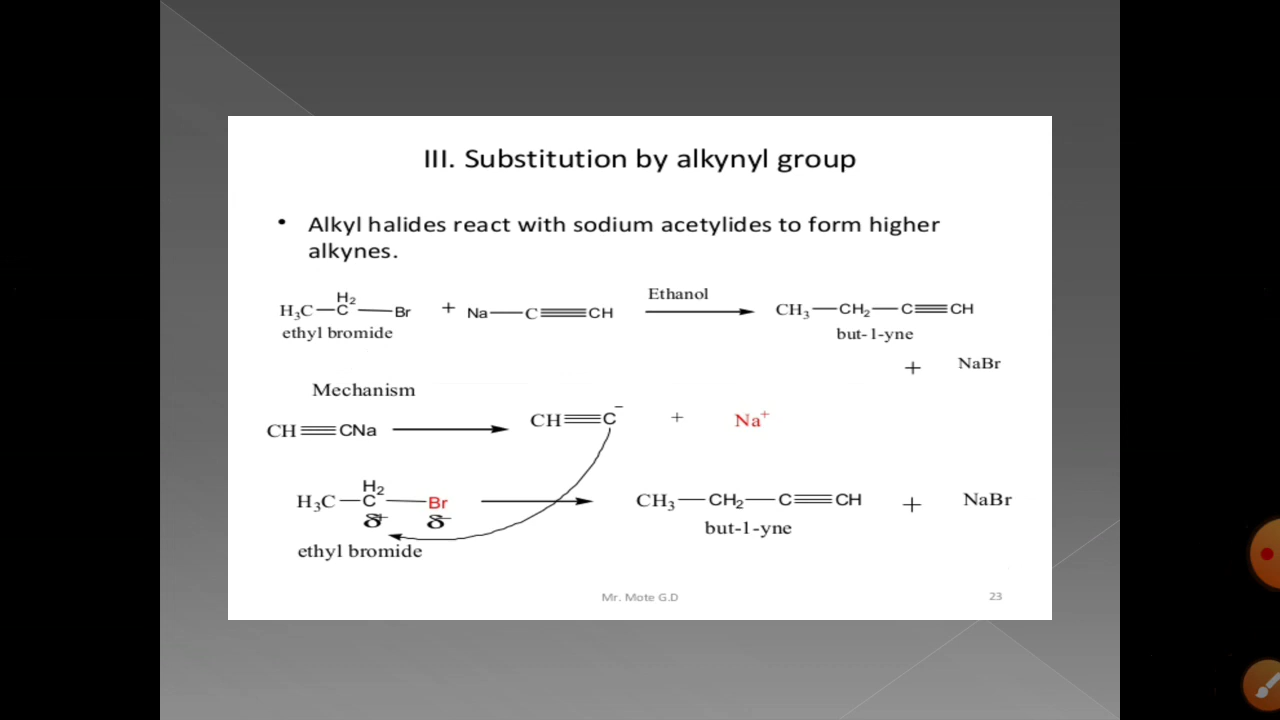 III. Substitution by alkynyl group
• Alkyl halides react with sodium acetylides to form higher
alkynes.
H₃C—CH₂—Br + Na—C≡CH Ethanol CH₃—CH₂—C≡CH
ethyl bromide but-1-yne
+ NaBr
Mechanism
CH≡CNa CH≡C⁻ + Na⁺
H₃C—CH₂—Br CH₃—CH₂—C≡CH + NaBr
δ+ δ-
ethyl bromide but-1-yne
Mr. Mote G.D 23